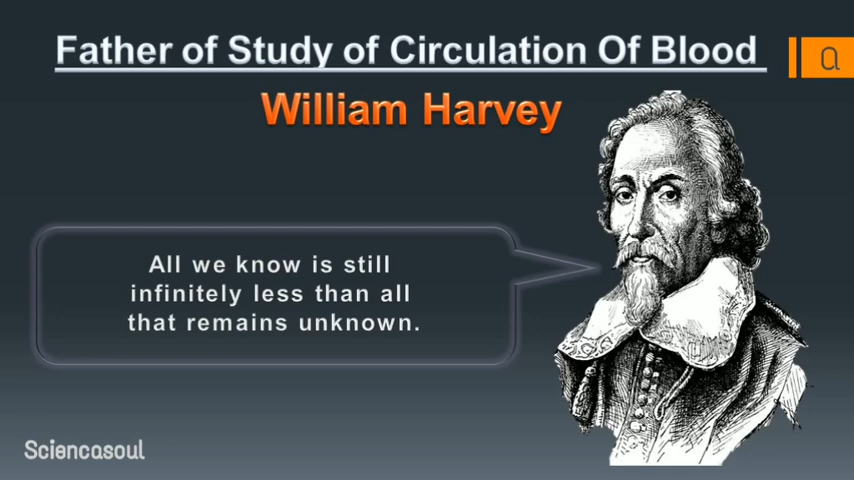 Father of Study of Circulation Of Blood
William Harvey
a
All we know is still
infinitely less than all
that remains unknown.
Sciencasoul